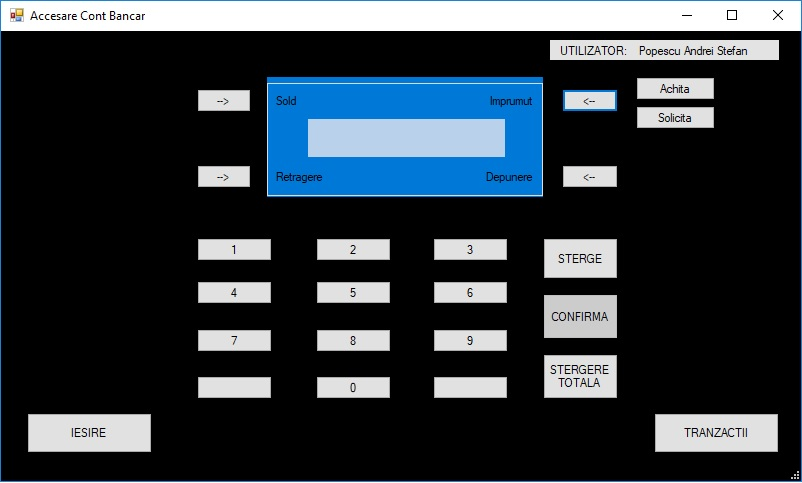 Accesare Cont Bancar
UTILIZATOR: Popescu Andrei Stefan
--> Sold Imprumut <-- Achita
Solicita
--> Retragere Depunere <--
1 2 3 STERGE
4 5 6 CONFIRMA
7 8 9
STERGERE
TOTALA
0
IESIRE TRANZACTII